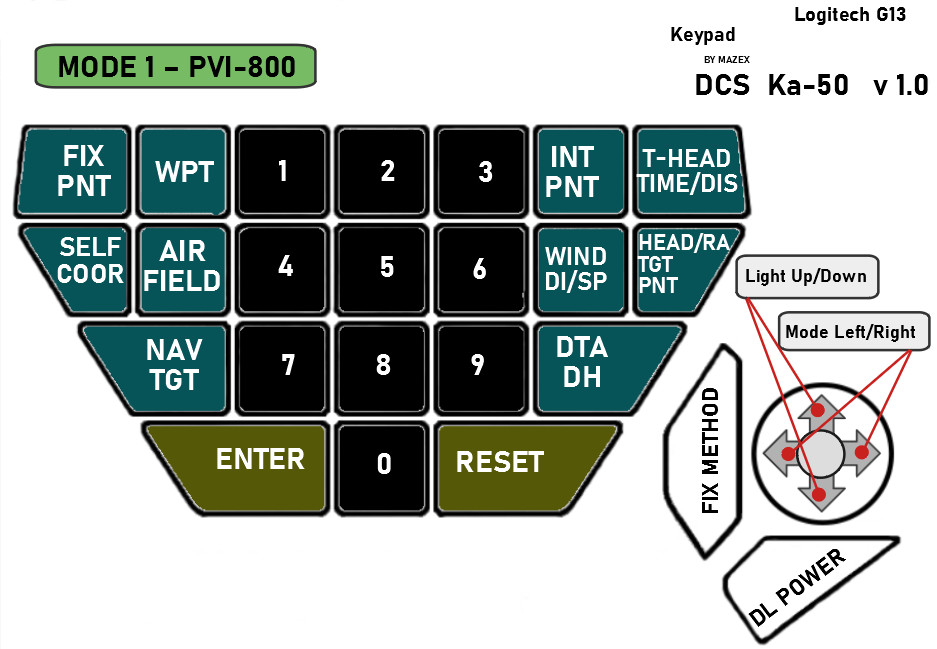 Logitech G13
Keypad
BY MAZEX
DCS Ka-50 v 1.0
MODE 1 – PVI-800
FIX
PNT
WPT
1
2
3
INT
PNT
T-HEAD
TIME/DIS
SELF
COOR
AIR
FIELD
4
5
6
WIND
DI/SP
HEAD/RA
TGT
PNT
Light Up/Down
Mode Left/Right
NAV
TGT
7
8
9
DTA
DH
ENTER
0
RESET
FIX METHOD
DL POWER